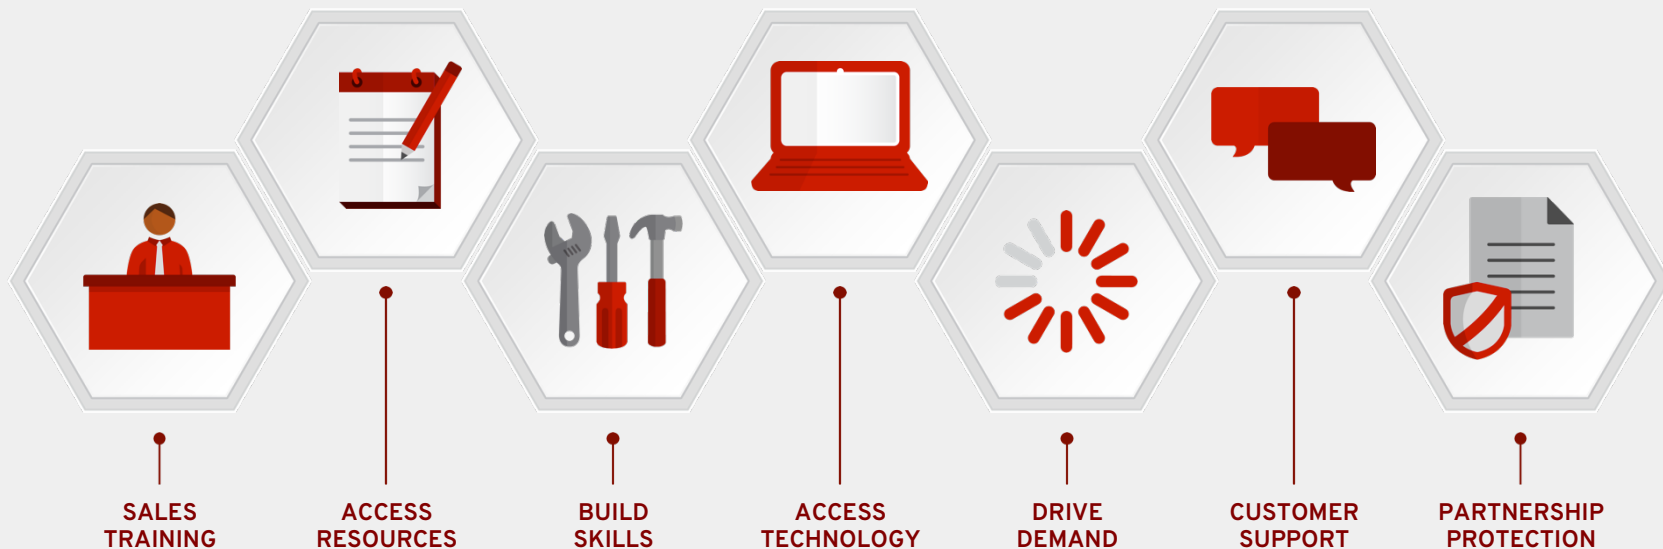 SALES
TRAINING
ACCESS
RESOURCES
BUILD
SKILLS
ACCESS
TECHNOLOGY
DRIVE
DEMAND
CUSTOMER
SUPPORT
PARTNERSHIP
PROTECTION